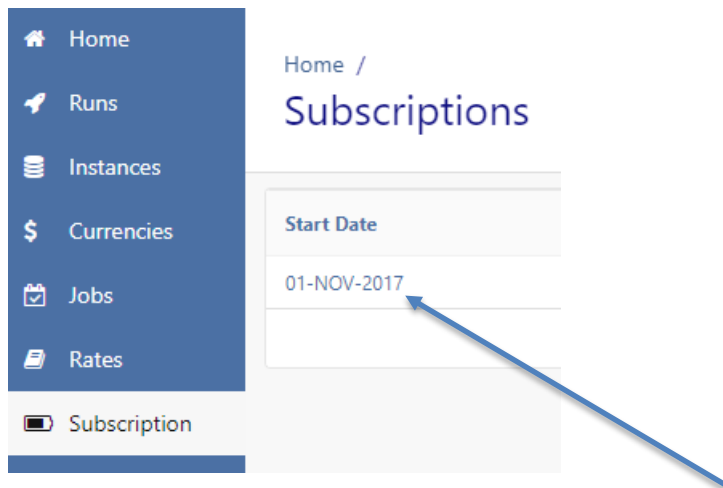 Home
Runs
Instances
Currencies
Jobs
Rates
Subscription
Home /
Subscriptions
Start Date
01-NOV-2017